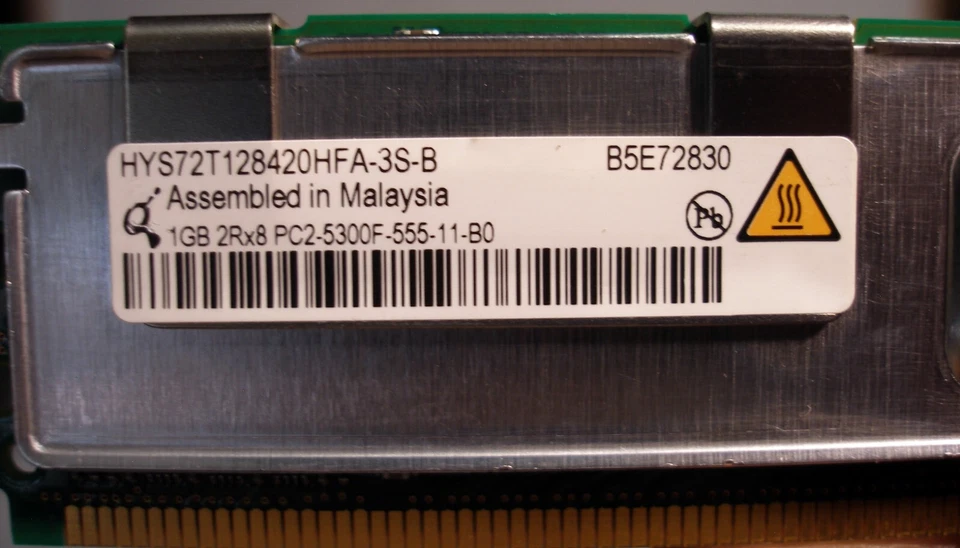 HYS72T128420HFA-3S-B B5E72830
Assembled in Malaysia
Pb
1GB 2Rx8 PC2-5300F-555-11-B0